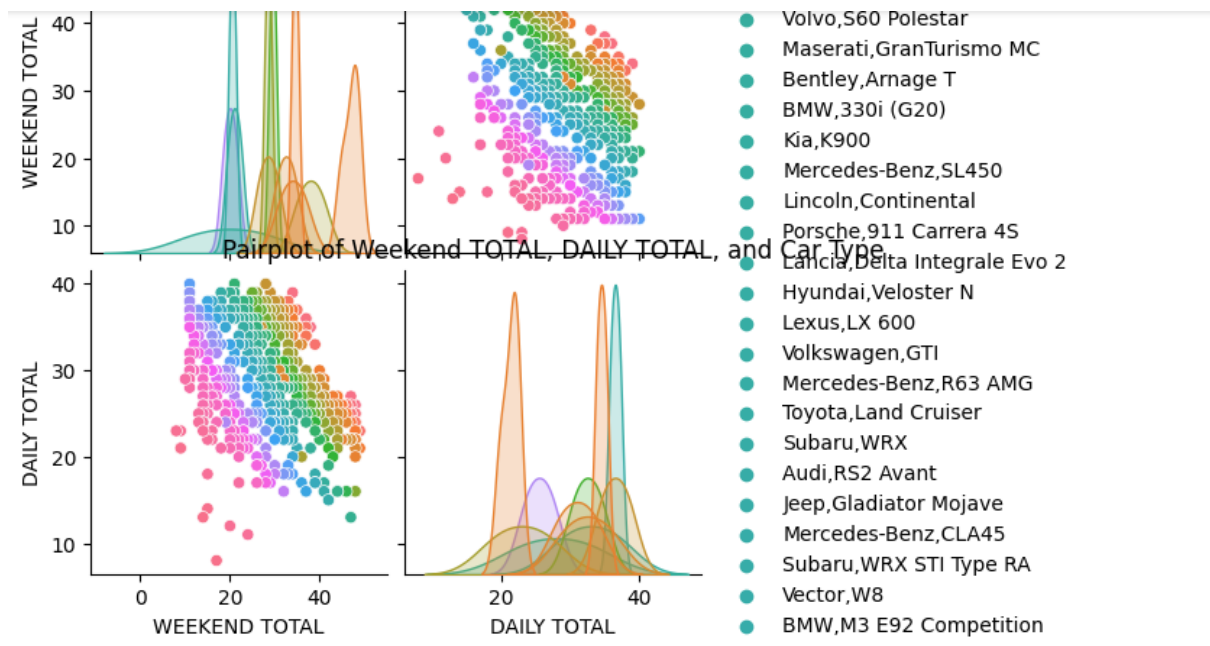 40
30
20
10
WEEKEND TOTAL
Pairplot of Weekend TOTAL, DAILY TOTAL, and Car Type
40
30
20
10
DAILY TOTAL
0 20 40
WEEKEND TOTAL
20 40
DAILY TOTAL
Volvo,S60 Polestar
Maserati,GranTurismo MC
Bentley,Arnage T
BMW,330i (G20)
Kia,K900
Mercedes-Benz,SL450
Lincoln,Continental
Porsche,911 Carrera 4S
Lancia,Delta Integrale Evo 2
Hyundai,Veloster N
Lexus,LX 600
Volkswagen,GTI
Mercedes-Benz,R63 AMG
Toyota,Land Cruiser
Subaru,WRX
Audi,RS2 Avant
Jeep,Gladiator Mojave
Mercedes-Benz,CLA45
Subaru,WRX STI Type RA
Vector,W8
BMW,M3 E92 Competition